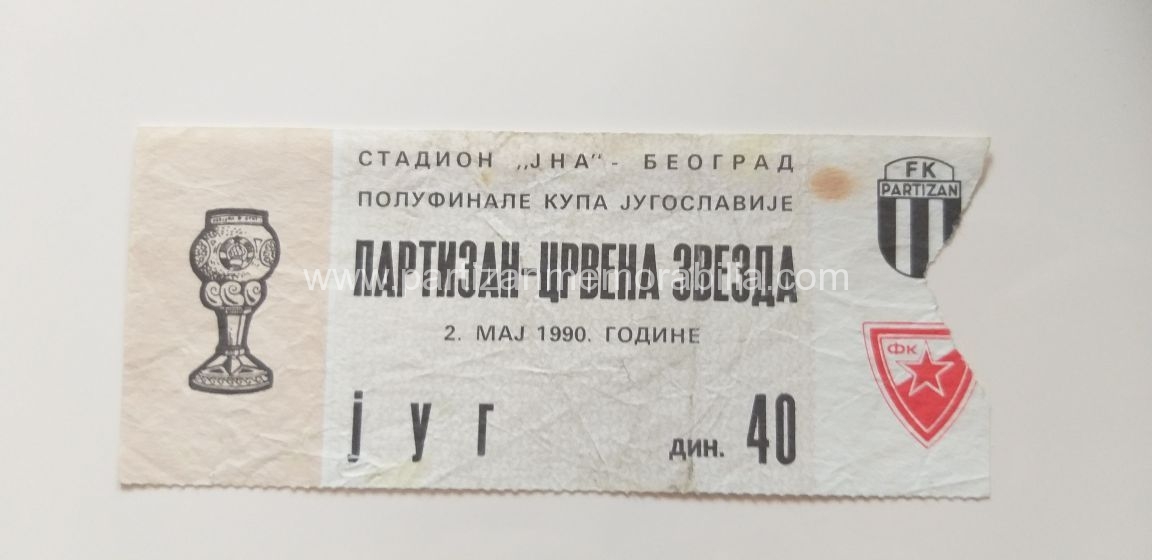 СТАДИОН „ЈНА" - БЕОГРАД
ПОЛУФИНАЛЕ КУПА ЈУГОСЛАВИЈЕ
ПАРТИЗАН-ЦРВЕНА ЗВЕЗДА
www.partizan-memorabilia.com
2. МАЈ 1990. ГОДИНЕ
југ
дин. 40
FK
PARTIZAN
ФК